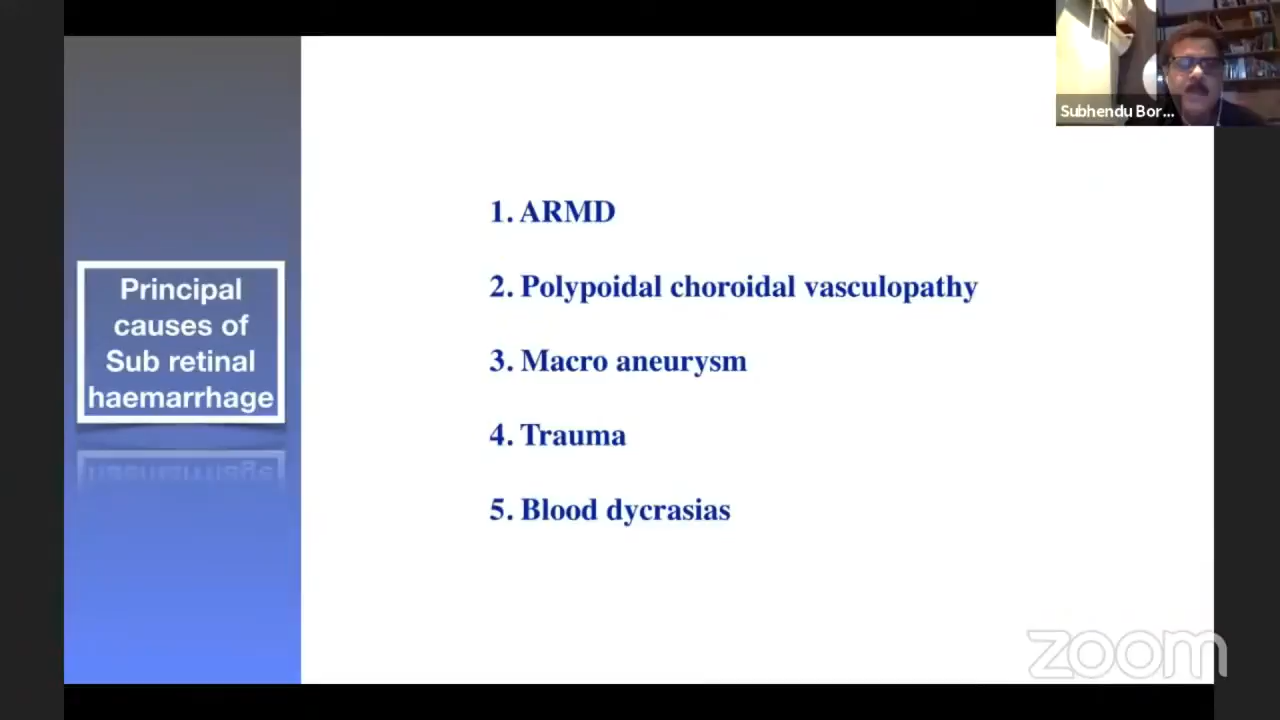 Subhendu Bor...
Principal
causes of
Sub retinal
haemarrhage
1. ARMD
2. Polypoidal choroidal vasculopathy
3. Macro aneurysm
4. Trauma
5. Blood dycrasias
zoom